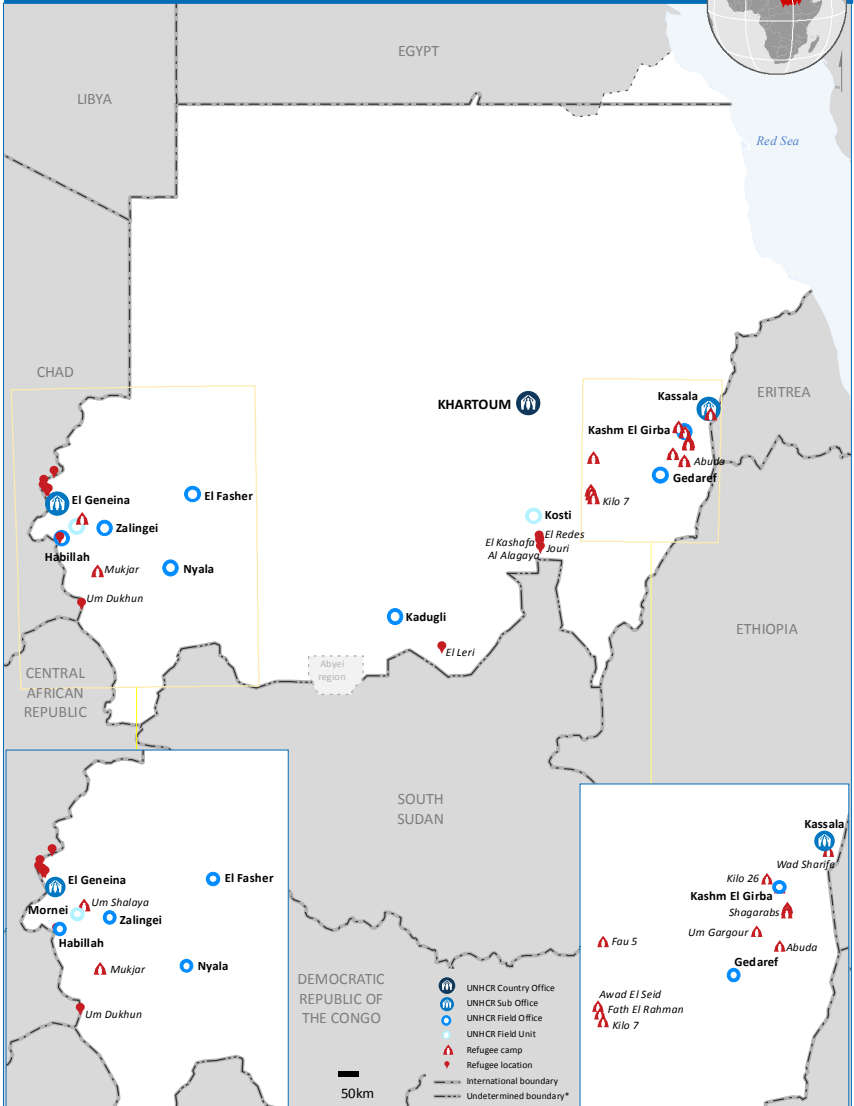 EGYPT
LIBYA
Red Sea
CHAD
KHARTOUM
Kassala
ERITREA
Kashm El Girba
Abuda
Gedaref
Kilo 7
El Geneina
El Fasher
Zalingei
Habillah
Mukjar
Nyala
Um Dukhun
Kosti
El Redes
El Kashafa
Jouri
Al Alagaya
Kadugli
El Leri
ETHIOPIA
Abyei
region
CENTRAL
AFRICAN
REPUBLIC
SOUTH
SUDAN
El Geneina
El Fasher
Um Shalaya
Mornei
Zalingei
Habillah
Mukjar
Nyala
Um Dukhun
DEMOCRATIC
REPUBLIC OF
THE CONGO
50km
UNHCR Country Office
UNHCR Sub Office
UNHCR Field Office
UNHCR Field Unit
Refugee camp
Refugee location
International boundary
Undetermined boundary*
Kassala
Wad Sharife
Kilo 26
Kashm El Girba
Shagarabs
Um Gargour
Abuda
Fau 5
Gedaref
Awad El Seid
Fath El Rahman
Kilo 7